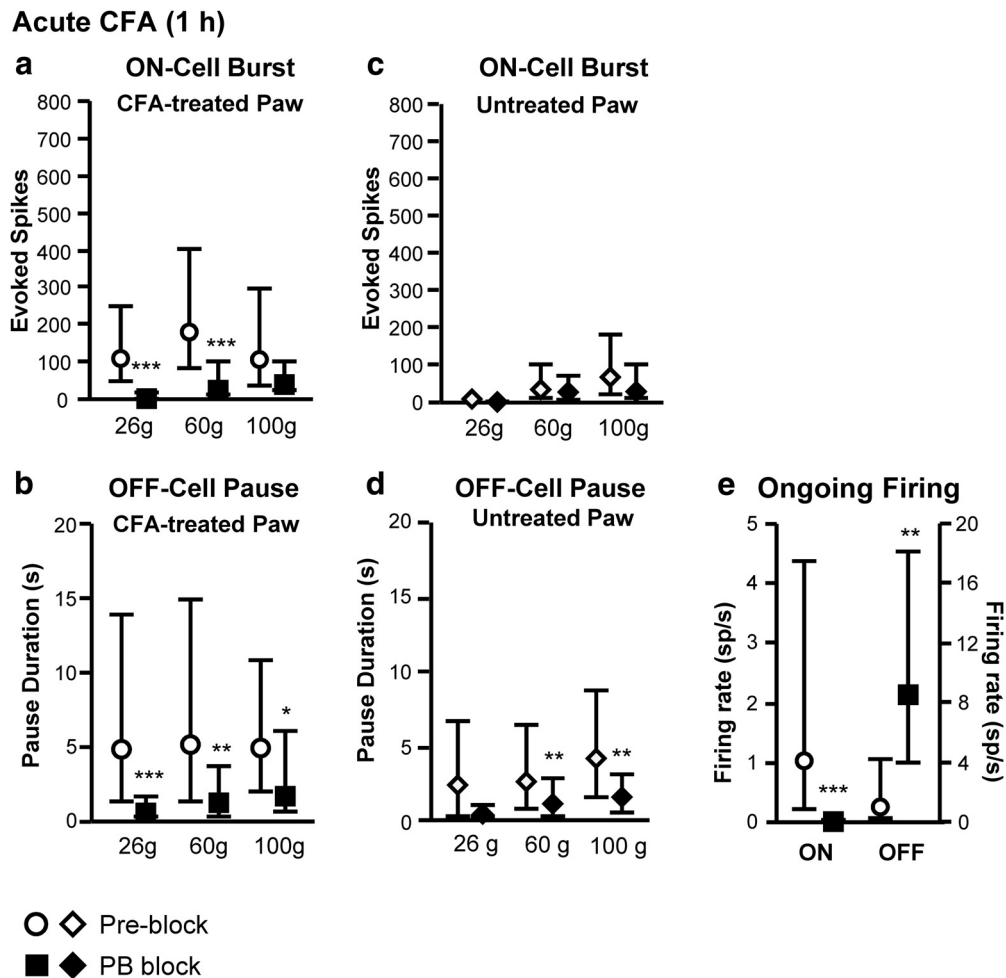 Acute CFA (1 h)
a
ON-Cell Burst
CFA-treated Paw
Evoked Spikes
800
700
600
500
400
300
200
100
0
***
***
26g 60g 100g
c
ON-Cell Burst
Untreated Paw
Evoked Spikes
800
700
600
500
400
300
200
100
0
26g 60g 100g
b
OFF-Cell Pause
CFA-treated Paw
Pause Duration (s)
20
15
10
5
0
***
**
*
26g 60g 100g
d
OFF-Cell Pause
Untreated Paw
Pause Duration (s)
20
15
10
5
0
**
**
26 g 60 g 100 g
e
Ongoing Firing
Firing rate (sp/s)
5
4
3
2
1
0
***
**
ON OFF
20
16
12
8
4
0
Firing rate (sp/s)
Pre-block
PB block